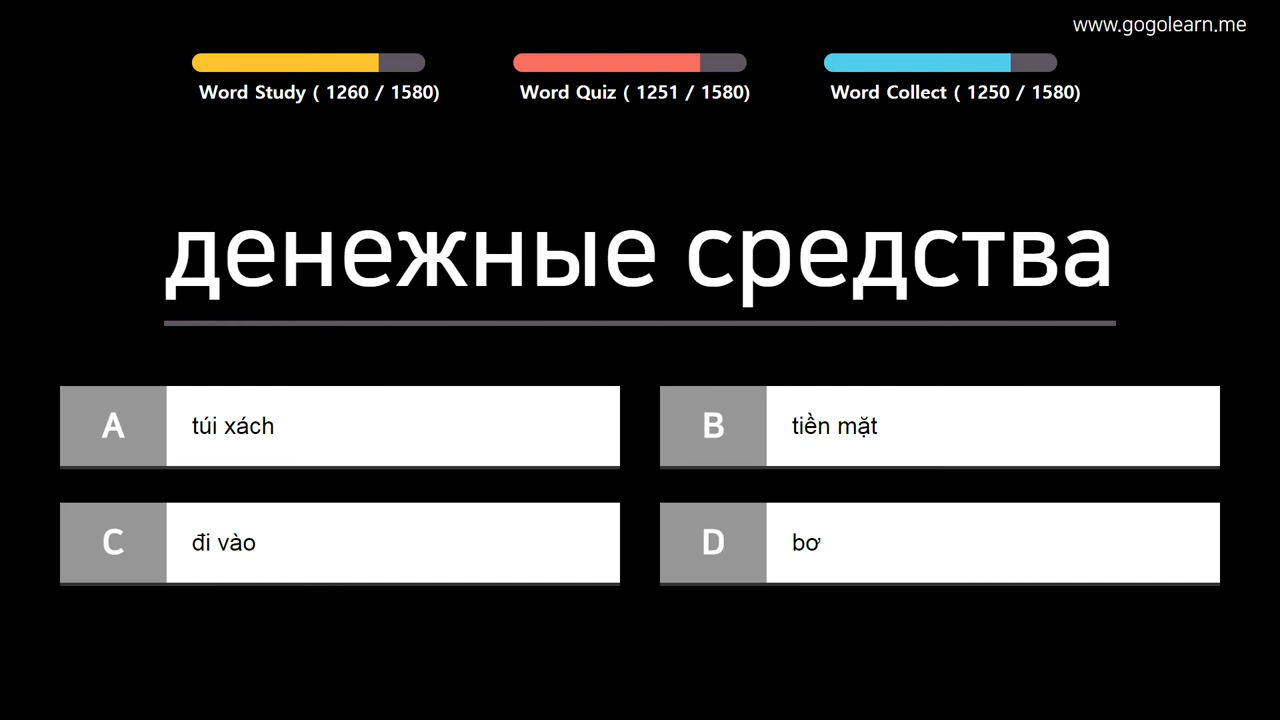 www.gogolearn.me
Word Study ( 1260 / 1580)
Word Quiz ( 1251 / 1580)
Word Collect ( 1250 / 1580)
денежные средства
A túi xách
B tiền mặt
C đi vào
D bơ